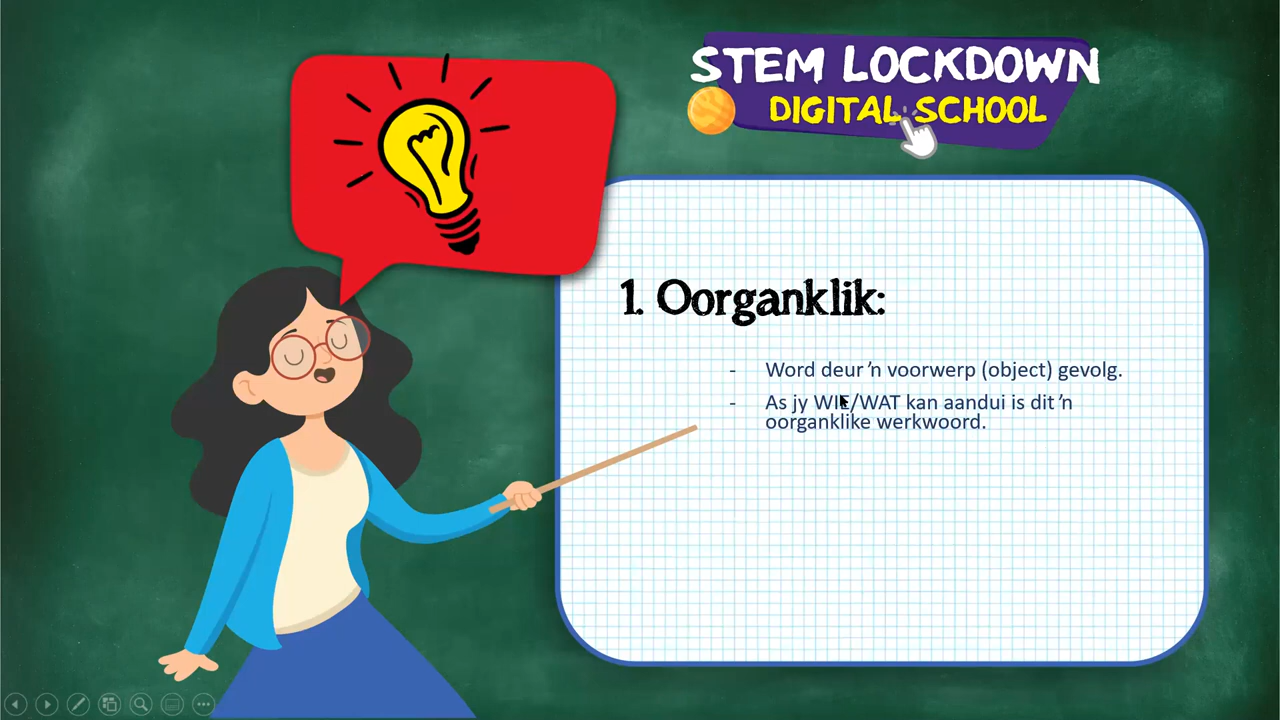 STEM LOCKDOWN
DIGITAL SCHOOL
1. Oorganklik:
- Word deur 'n voorwerp (object) gevolg.
- As jy WIE/WAT kan aandui is dit 'n
oorganklike werkwoord.